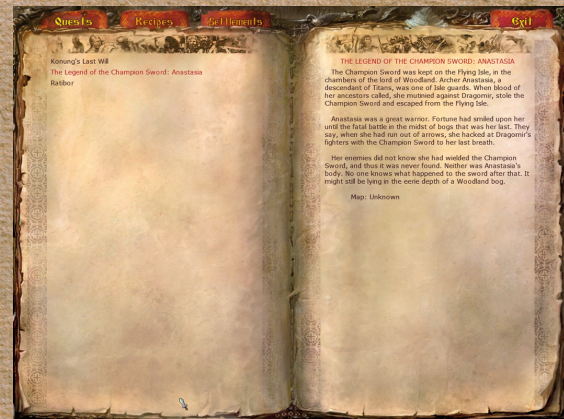 Quests Recipes Settlements Exit
Konung's Last Will
The Legend of the Champion Sword: Anastasia
Ratibor
THE LEGEND OF THE CHAMPION SWORD: ANASTASIA
The Champion Sword was kept on the Flying Isle, in the
chambers of the lord of Woodland. Archer Anastasia, a
descendant of Titans, was one of Isle guards. When blood of
her ancestors called, she mutinied against Dragomir, stole the
Champion Sword and escaped from the Flying Isle.
Anastasia was a great warrior. Fortune had smiled upon her
until the fatal battle in the midst of bogs that was her last. They
say, when she had run out of arrows, she hacked at Dragomir's
fighters with the Champion Sword to her last breath.
Her enemies did not know she had wielded the Champion
Sword, and thus it was never found. Neither was Anastasia's
body. No one knows what happened to the sword after that. It
might still be lying in the eerie depth of a Woodland bog.
Map: Unknown